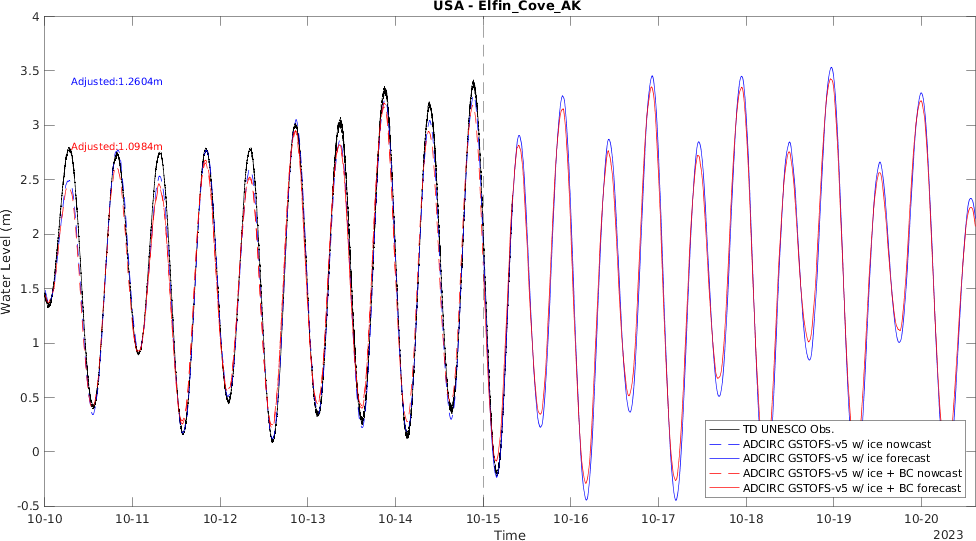 USA - Elfin_Cove_AK
4
3.5
3
2.5
2
1.5
1
0.5
0
-0.5
Water Level (m)
Adjusted:1.2604m
Adjusted:1.0984m
TD UNESCO Obs.
ADCIRC GSTOFS-v5 w/ ice nowcast
ADCIRC GSTOFS-v5 w/ ice forecast
ADCIRC GSTOFS-v5 w/ ice + BC nowcast
ADCIRC GSTOFS-v5 w/ ice + BC forecast
10-10 10-11 10-12 10-13 10-14 10-15 10-16 10-17 10-18 10-19 10-20
Time
2023